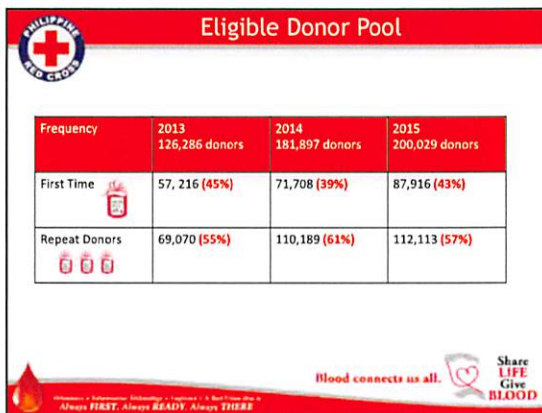 Eligible Donor Pool
PHILIPPINE
RED CROSS
Frequency
2013
126,286 donors
2014
181,897 donors
2015
200,029 donors
First Time
57, 216 (45%)
71,708 (39%)
87,916 (43%)
Repeat Donors
69,070 (55%)
110,189 (61%)
112,113 (57%)
Blood connects us all.
Share
LIFE
Give
BLOOD
Always FIRST. Always READY. Always THERE